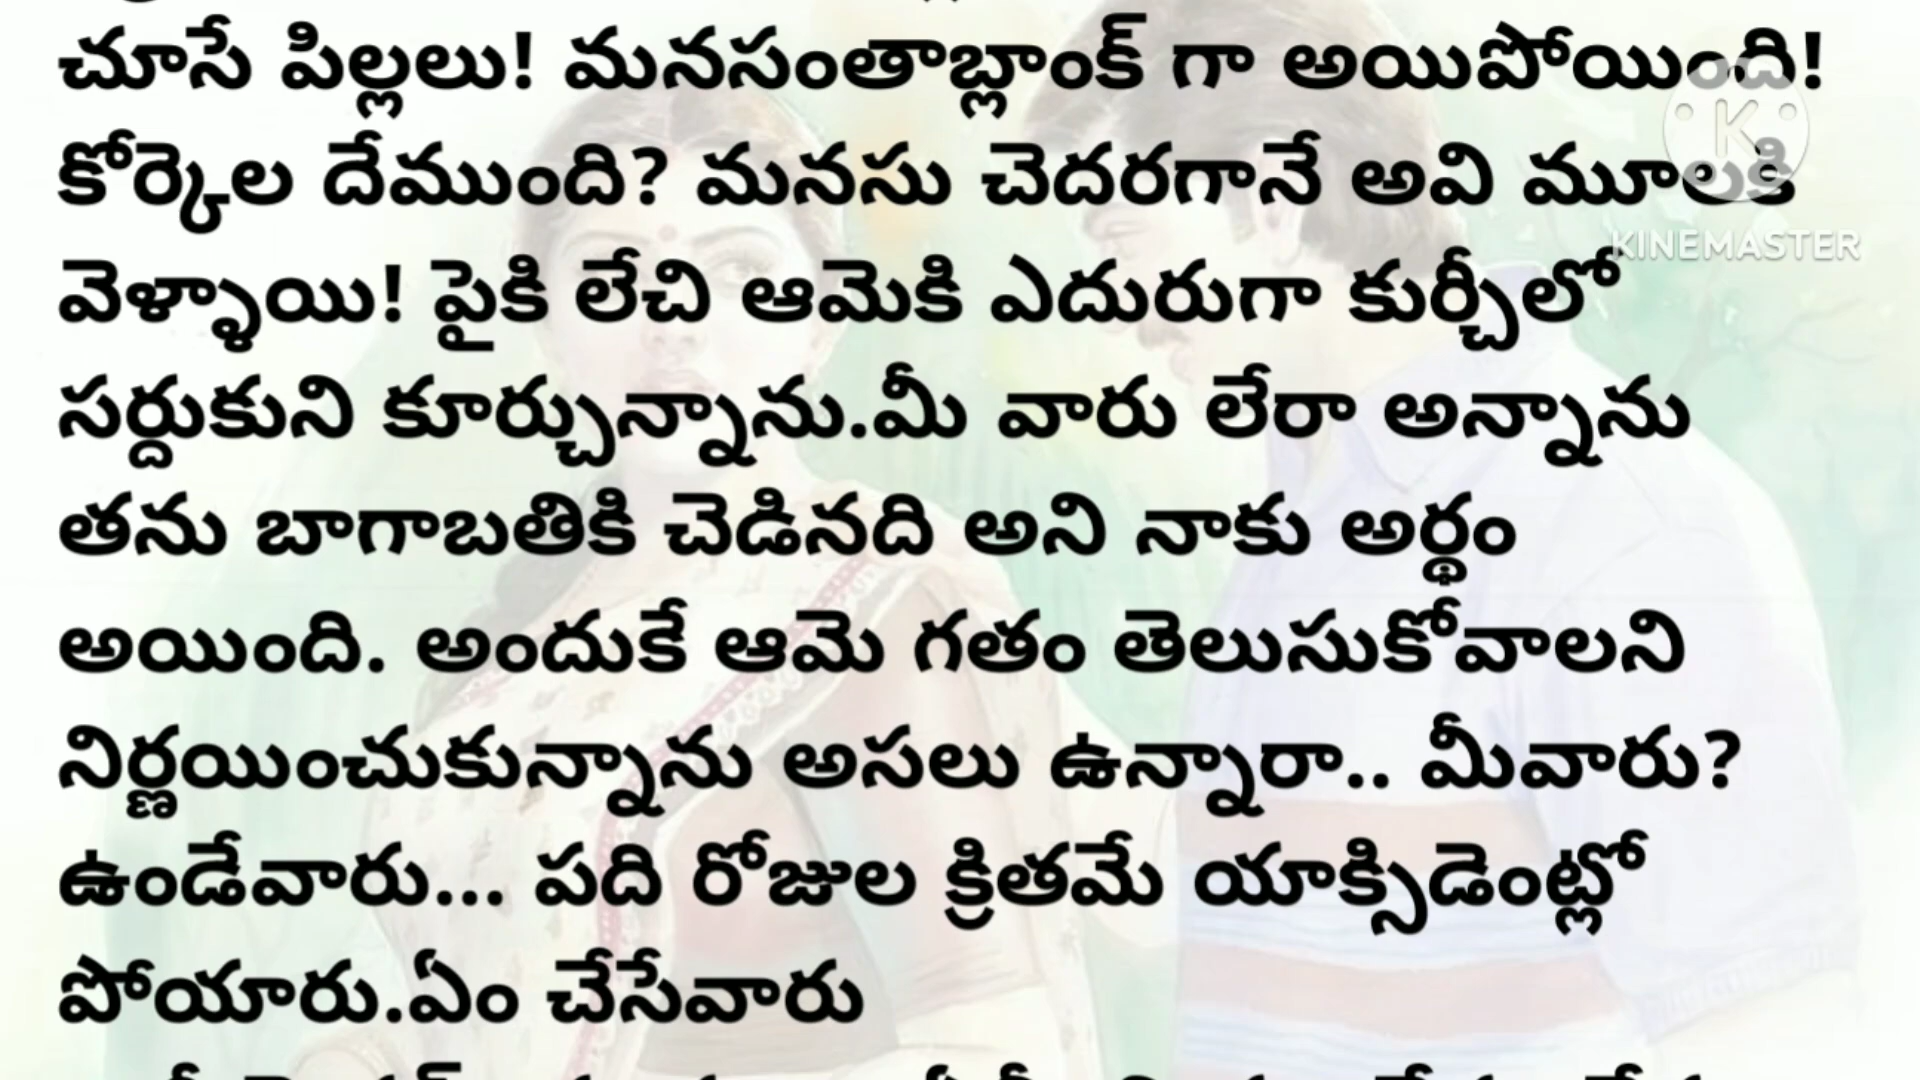 చూసే పిల్లలు! మనసంతాబ్లాంక్ గా అయిపోయింది!
కోర్కెల దేముంది? మనసు చెదరగానే అవి మూలకి
వెళ్ళాయి! పైకి లేచి ఆమెకి ఎదురుగా కుర్చీలో
సర్దుకుని కూర్చున్నాను.మీ వారు లేరా అన్నాను
తను బాగాబతికి చెడినది అని నాకు అర్థం
అయింది. అందుకే ఆమె గతం తెలుసుకోవాలని
నిర్ణయించుకున్నాను అసలు ఉన్నారా.. మీవారు?
ఉండేవారు... పది రోజుల క్రితమే యాక్సిడెంట్లో
పోయారు.ఏం చేసేవారు
K
KINEMASTER